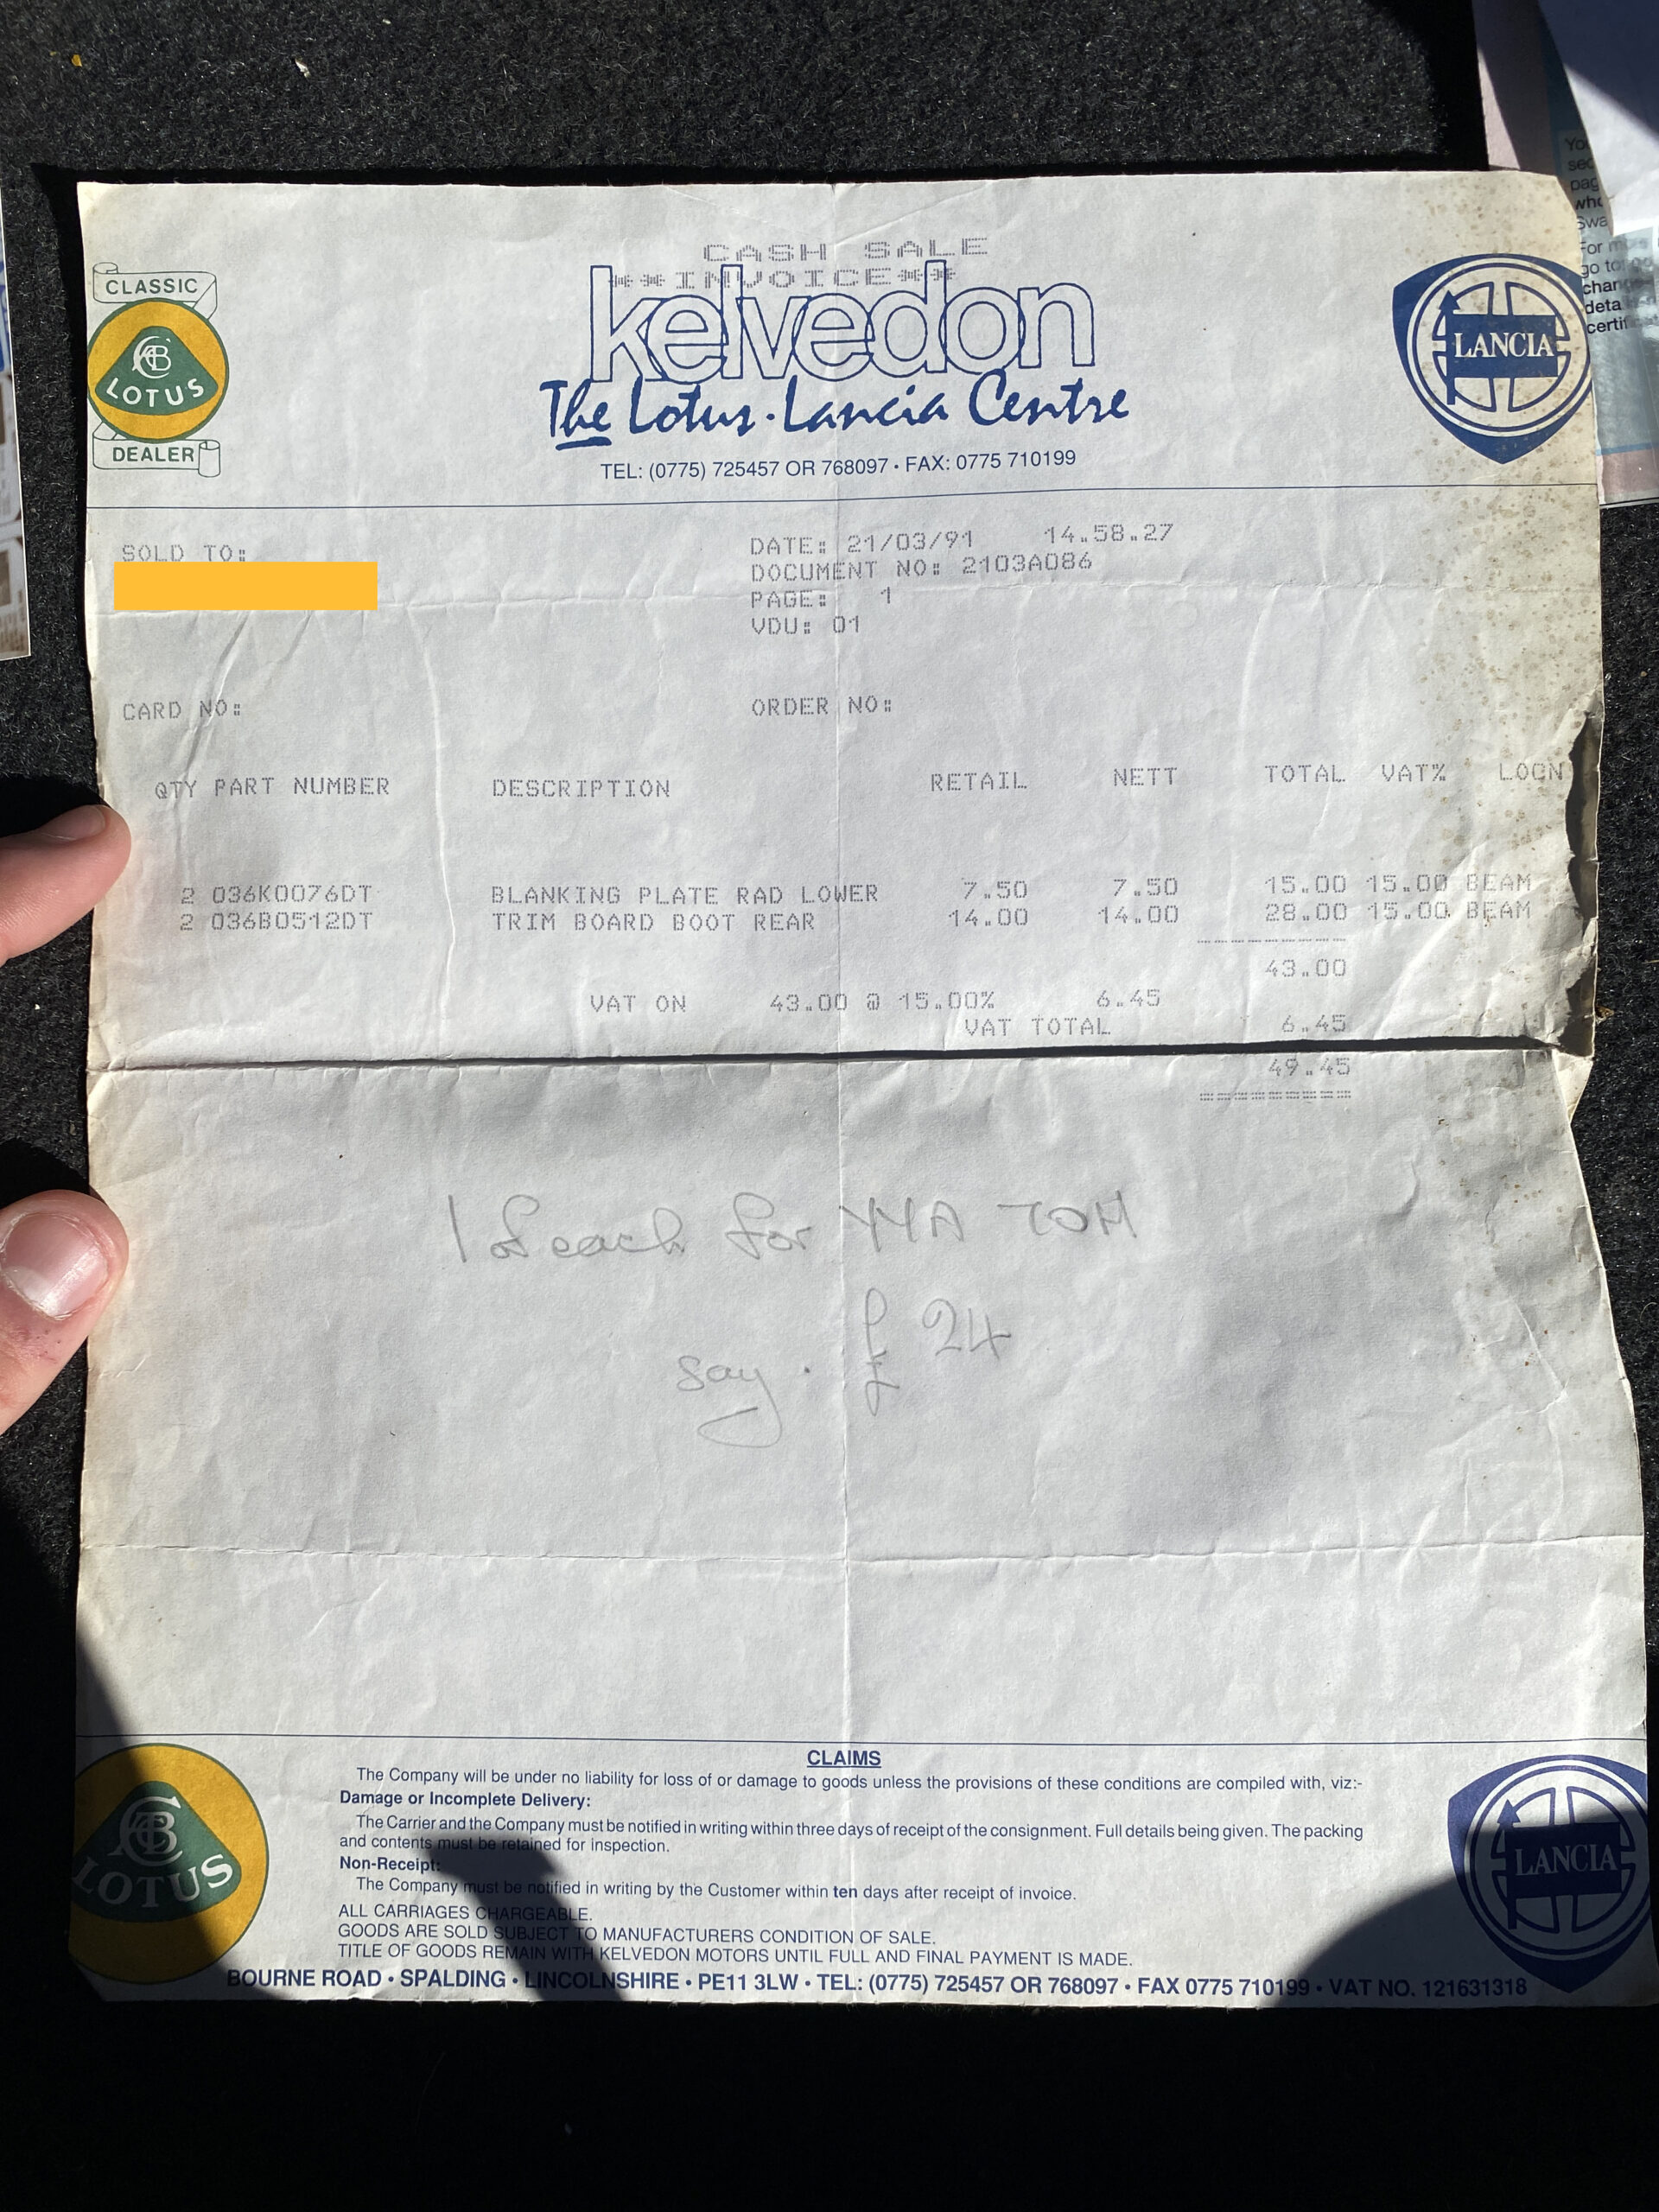 CASH SALE
**INVOICE**
CLASSIC
LOTUS
DEALER
kelvedon
The Lotus·Lancia Centre
TEL: (0775) 725457 OR 768097 • FAX: 0775 710199
LANCIA
SOLD TO:
DATE: 21/03/91 14.58.27
DOCUMENT NO: 2103A086
PAGE: 1
VDU: 01
CARD NO:
ORDER NO:
QTY PART NUMBER DESCRIPTION RETAIL NETT TOTAL VAT% LOCN
2 036K0076DT BLANKING PLATE RAD LOWER 7.50 7.50 15.00 15.00 BEAM
2 036B0512DT TRIM BOARD BOOT REAR 14.00 14.00 28.00 15.00 BEAM
43.00
VAT ON 43.00 @ 15.00% 6.45
VAT TOTAL 6.45
49.45
1 of each for TOM
say. £24
CLAIMS
The Company will be under no liability for loss of or damage to goods unless the provisions of these conditions are compiled with, viz:-
Damage or Incomplete Delivery:
The Carrier and the Company must be notified in writing within three days of receipt of the consignment. Full details being given. The packing
and contents must be retained for inspection.
Non-Receipt:
The Company must be notified in writing by the Customer within ten days after receipt of invoice.
ALL CARRIAGES CHARGEABLE.
GOODS ARE SOLD SUBJECT TO MANUFACTURERS CONDITION OF SALE.
TITLE OF GOODS REMAIN WITH KELVEDON MOTORS UNTIL FULL AND FINAL PAYMENT IS MADE.
LOTUS
LANCIA
BOURNE ROAD • SPALDING • LINCOLNSHIRE • PE11 3LW • TEL: (0775) 725457 OR 768097 • FAX 0775 710199 • VAT NO. 121631318